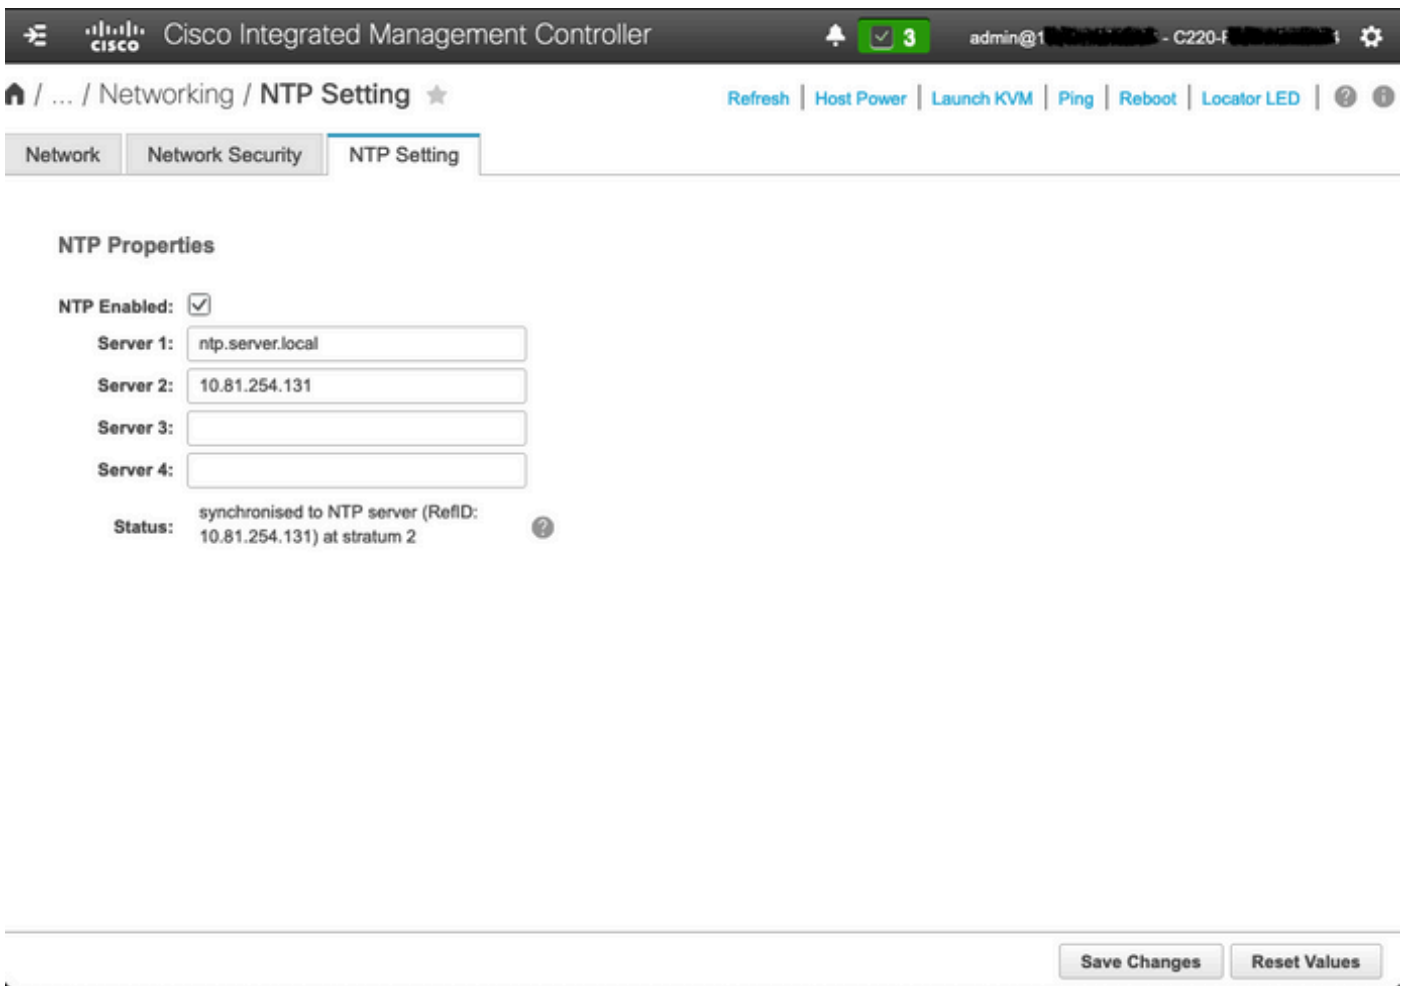 cisco Cisco Integrated Management Controller 3 admin@1 - C220-F
/ ... / Networking / NTP Setting Refresh | Host Power | Launch KVM | Ping | Reboot | Locator LED | ? i
Network Network Security NTP Setting
NTP Properties
NTP Enabled:
Server 1: ntp.server.local
Server 2: 10.81.254.131
Server 3:
Server 4:
Status: synchronised to NTP server (RefID:
10.81.254.131) at stratum 2 ?
Save Changes Reset Values